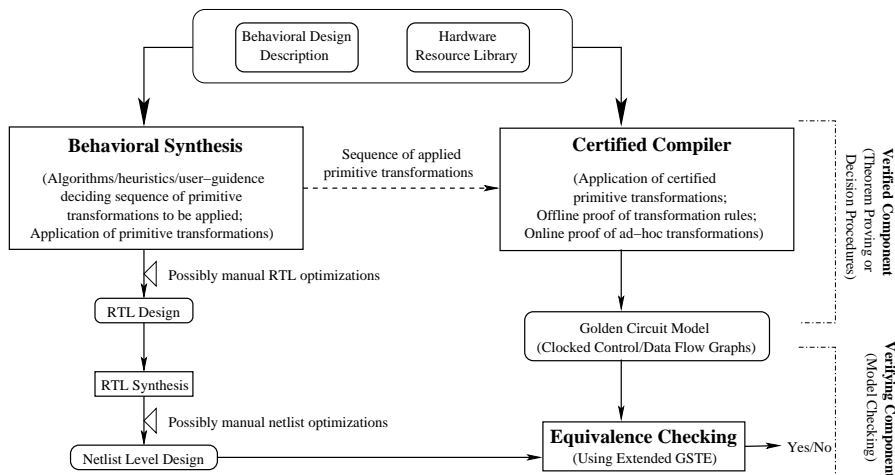 Behavioral Design
Description
Hardware
Resource Library
Behavioral Synthesis
(Algorithms/heuristics/user−guidance
deciding sequence of primitive
transformations to be applied;
Application of primitive transformations)
Sequence of applied
primitive transformations
Certified Compiler
(Application of certified
primitive transformations;
Offline proof of transformation rules;
Online proof of ad−hoc transformations)
Verified Component
(Theorem Proving or
Decision Procedures)
Possibly manual RTL optimizations
RTL Design
Golden Circuit Model
(Clocked Control/Data Flow Graphs)
RTL Synthesis
Possibly manual netlist optimizations
Netlist Level Design
Equivalence Checking
(Using Extended GSTE)
Yes/No
Verifying Component
(Model Checking)